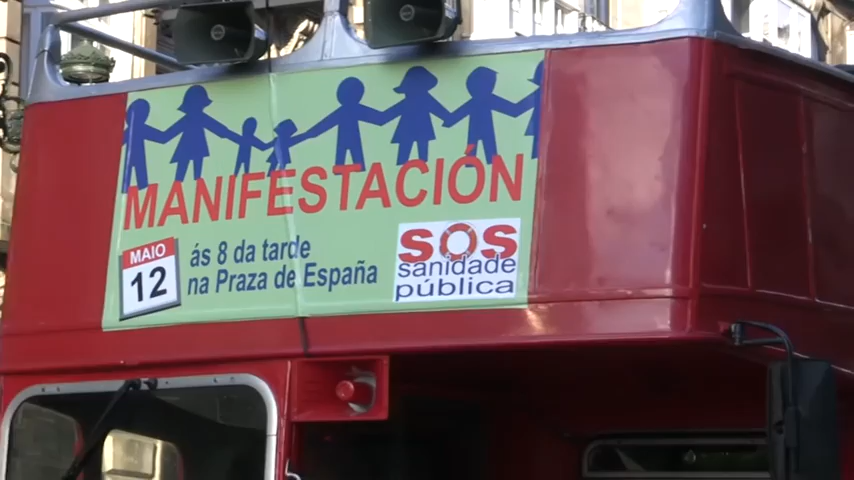 MANIFESTACIÓN
MAIO
12
ás 8 da tarde
na Praza de España
SOS
sanidade
pública